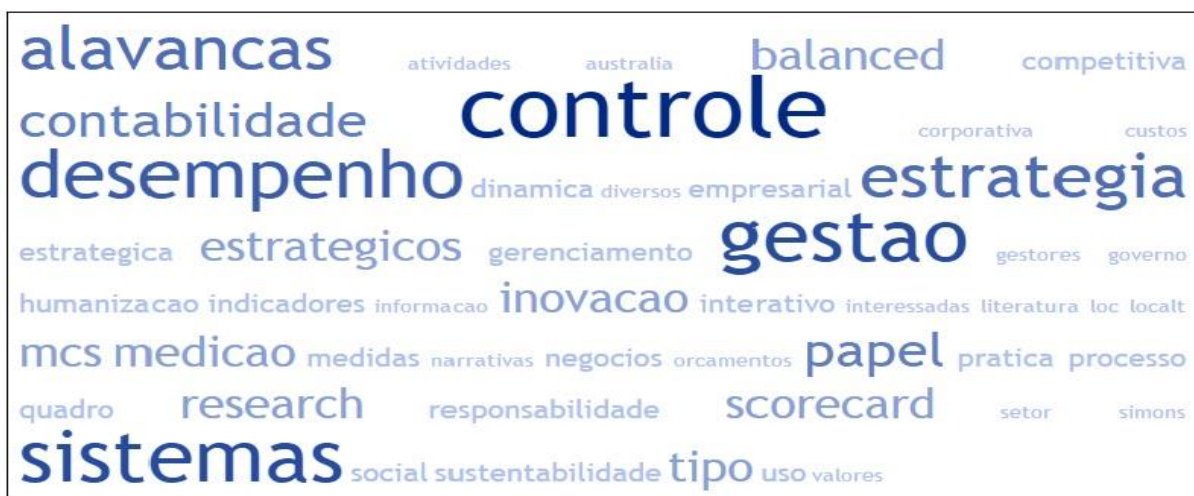 alavancas atividades australia balanced competitiva
contabilidade controle corporativa custos
desempenho dinamica diversos empresarial estrategia
estrategica estrategicos gerenciamento gestao gestores governo
humanizacao indicadores informacao inovacao interativo interessadas literatura loc localt
mcs medicao medidas narrativas negocios orcamentos papel pratica processo
quadro research responsabilidade scorecard setor simons
sistemas social sustentabilidade tipo uso valores